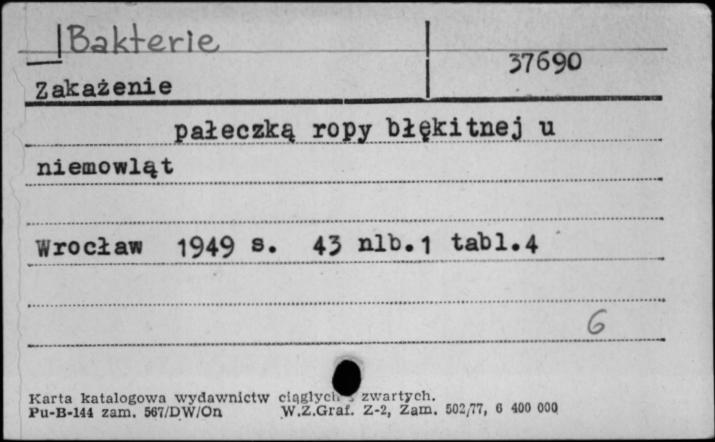 Bakterie
37690
Zakażenie
pałeczką ropy błękitnej u
niemowląt
Wrocław 1949 s. 43 nlb.1 tabl.4
6
Karta katalogowa wydawnictw ciągłych zwartych.
Pu-B-144 zam. 567/DW/On W.Z.Graf. Z-2, Zam. 502/77, 6 400 000